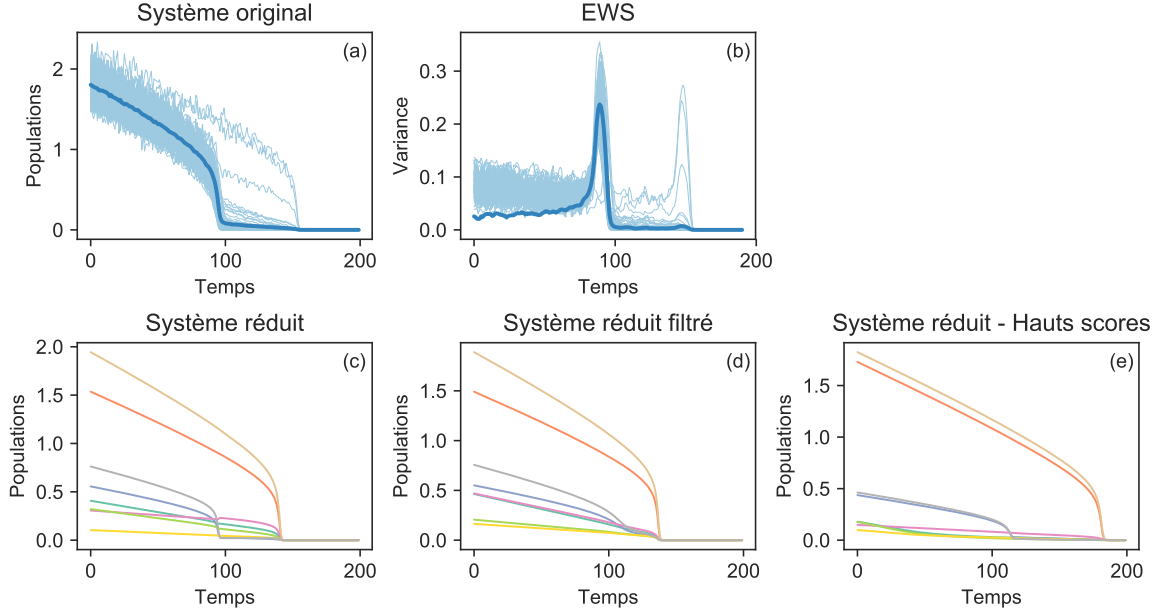 Système original
(a)
Populations
2
1
0
0
100
200
Temps
EWS
(b)
Variance
0.3
0.2
0.1
0.0
0
100
200
Temps
Système réduit
(c)
Populations
2.0
1.5
1.0
0.5
0.0
0
100
200
Temps
Système réduit filtré
(d)
Populations
1.5
1.0
0.5
0.0
0
100
200
Temps
Système réduit - Hauts scores
(e)
Populations
1.5
1.0
0.5
0.0
0
100
200
Temps